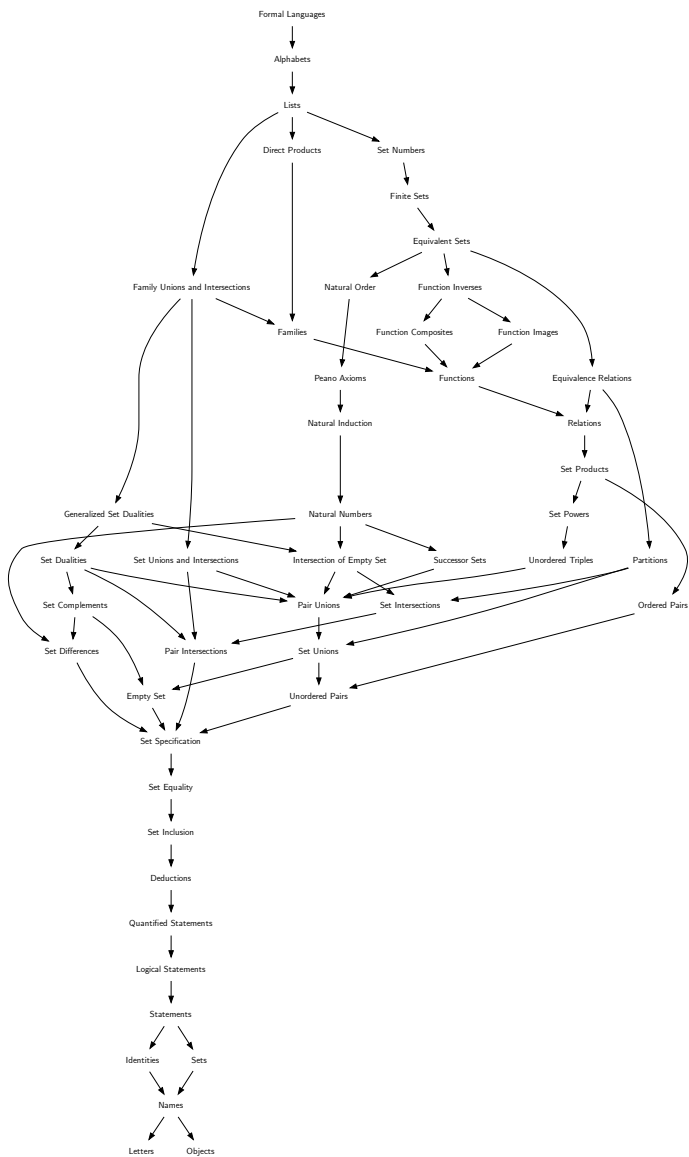 Formal Languages
Alphabets
Lists
Direct Products
Set Numbers
Finite Sets
Equivalent Sets
Family Unions and Intersections
Natural Order
Function Inverses
Families
Function Composites
Function Images
Peano Axioms
Functions
Equivalence Relations
Natural Induction
Relations
Set Products
Generalized Set Dualities
Natural Numbers
Set Powers
Set Dualities
Set Unions and Intersections
Intersection of Empty Set
Successor Sets
Unordered Triples
Partitions
Set Complements
Pair Unions
Set Intersections
Ordered Pairs
Set Differences
Pair Intersections
Set Unions
Empty Set
Unordered Pairs
Set Specification
Set Equality
Set Inclusion
Deductions
Quantified Statements
Logical Statements
Statements
Identities
Sets
Names
Letters
Objects